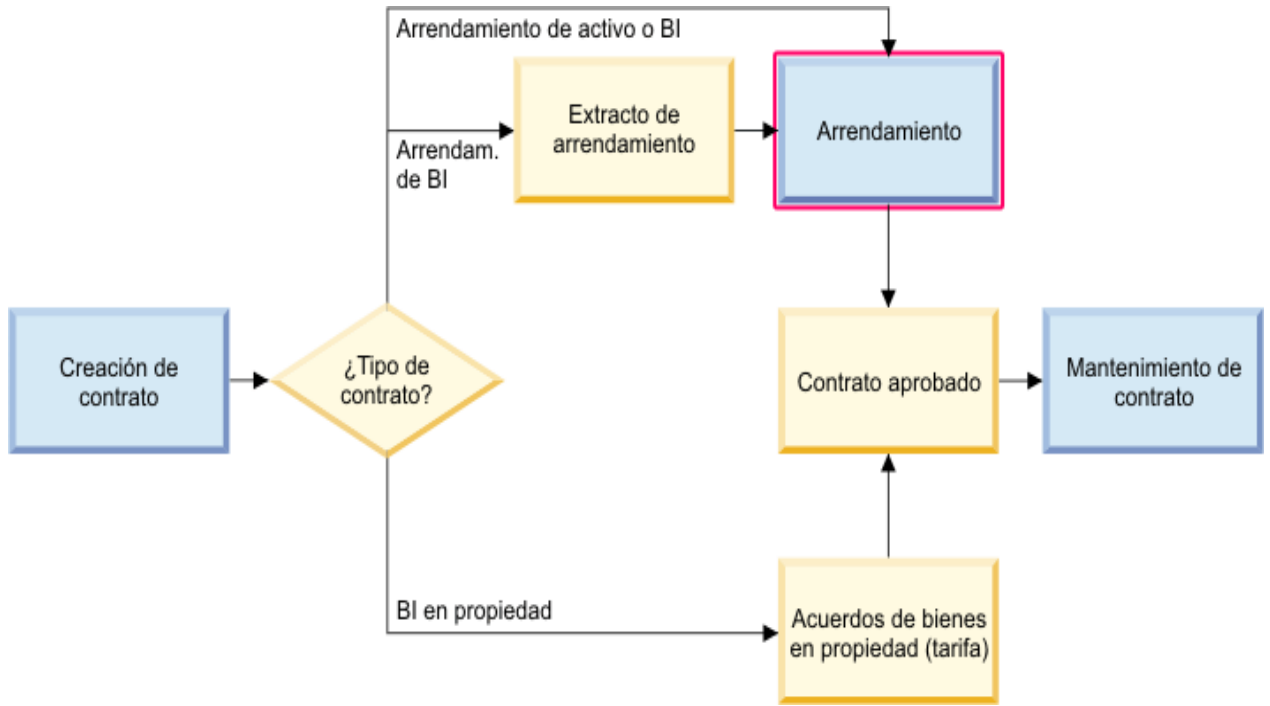 Arrendamiento de activo o BI
Extracto de
arrendamiento
Arrendamiento
Arrendam.
de BI
Creación de
contrato
¿Tipo de
contrato?
Contrato aprobado
Mantenimiento de
contrato
BI en propiedad
Acuerdos de bienes
en propiedad (tarifa)